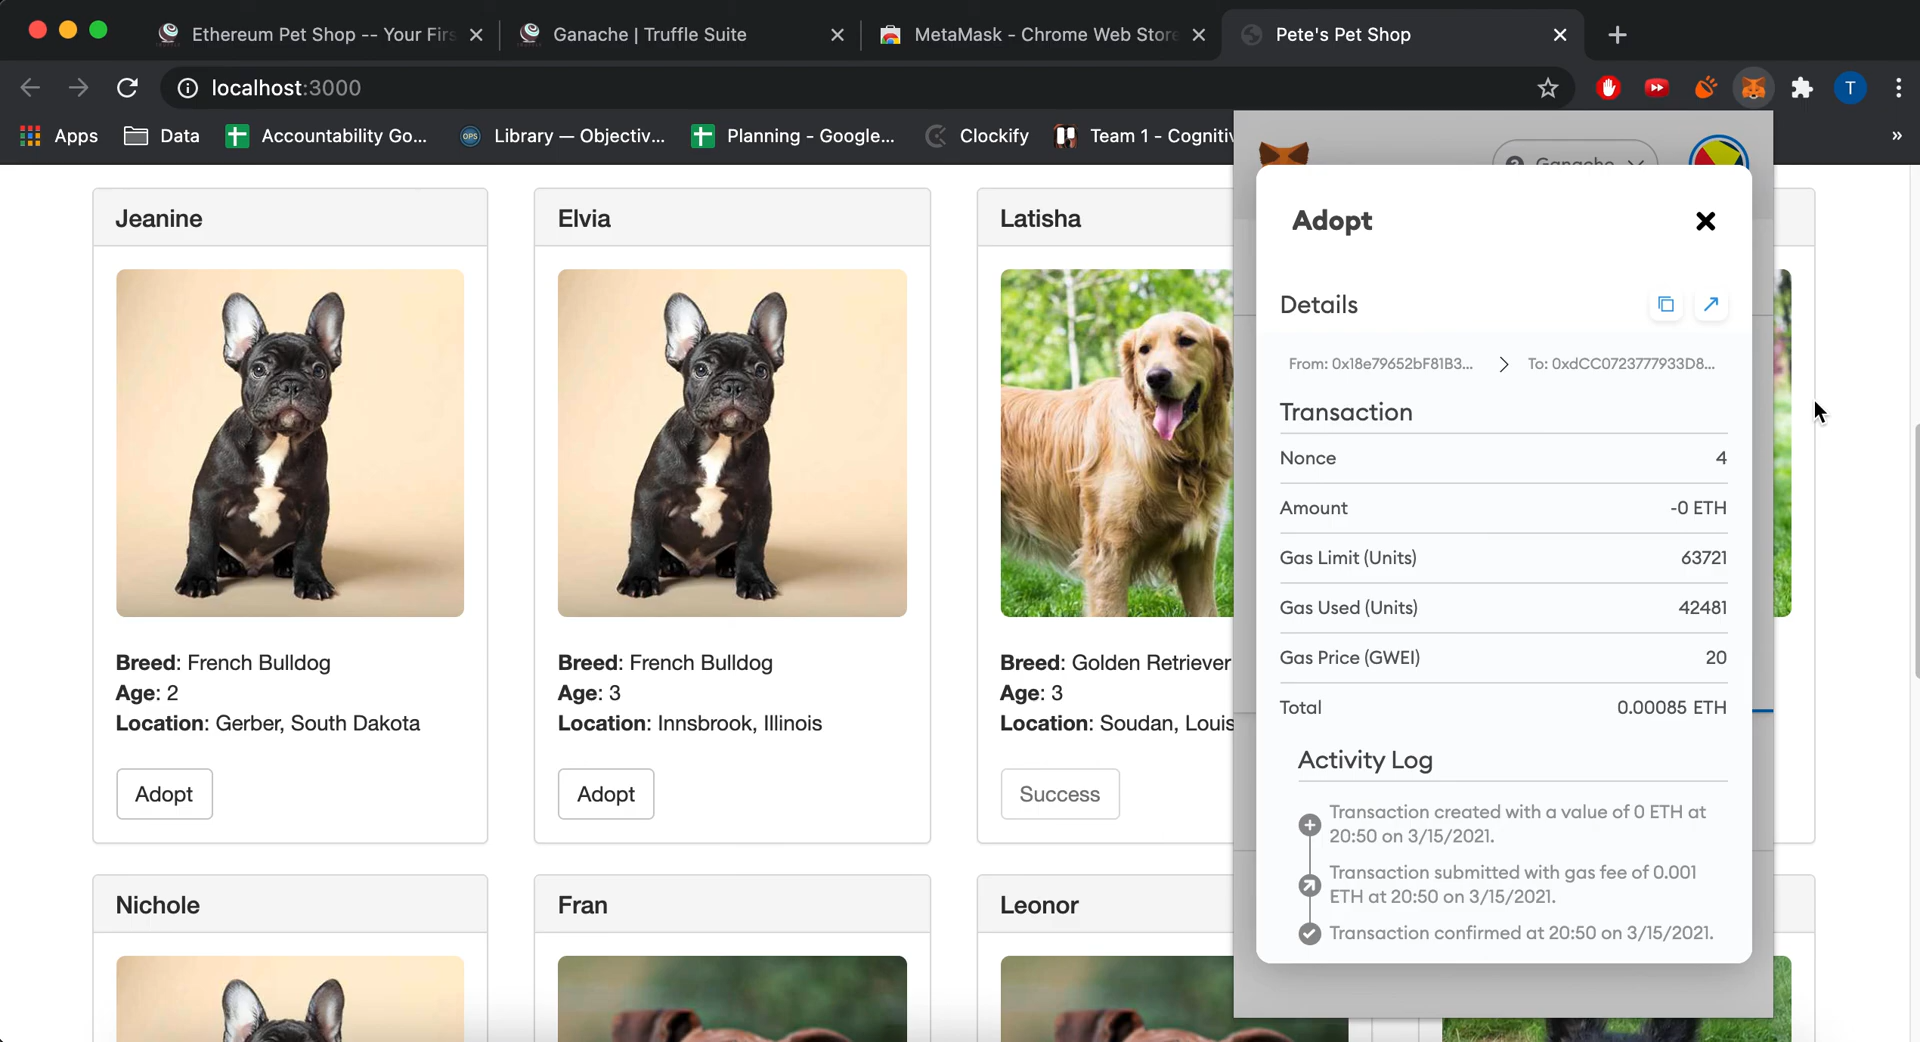 Ethereum Pet Shop -- Your Firs
Ganache | Truffle Suite
MetaMask - Chrome Web Store
Pete's Pet Shop
localhost:3000
T
Apps
Data
Accountability Go...
OPS
Library — Objectiv...
Planning - Google...
Clockify
Team 1 - Cognitiv
»
Ganache
Jeanine
Breed: French Bulldog
Age: 2
Location: Gerber, South Dakota
Adopt
Elvia
Breed: French Bulldog
Age: 3
Location: Innsbrook, Illinois
Adopt
Latisha
Breed: Golden Retriever
Age: 3
Location: Soudan, Louis
Success
Nichole
Fran
Leonor
Adopt
Details
From: 0x18e79652bF81B3...
To: 0xdCC0723777933D8...
Transaction
Nonce 4
Amount -0 ETH
Gas Limit (Units) 63721
Gas Used (Units) 42481
Gas Price (GWEI) 20
Total 0.00085 ETH
Activity Log
Transaction created with a value of 0 ETH at
20:50 on 3/15/2021.
Transaction submitted with gas fee of 0.001
ETH at 20:50 on 3/15/2021.
Transaction confirmed at 20:50 on 3/15/2021.